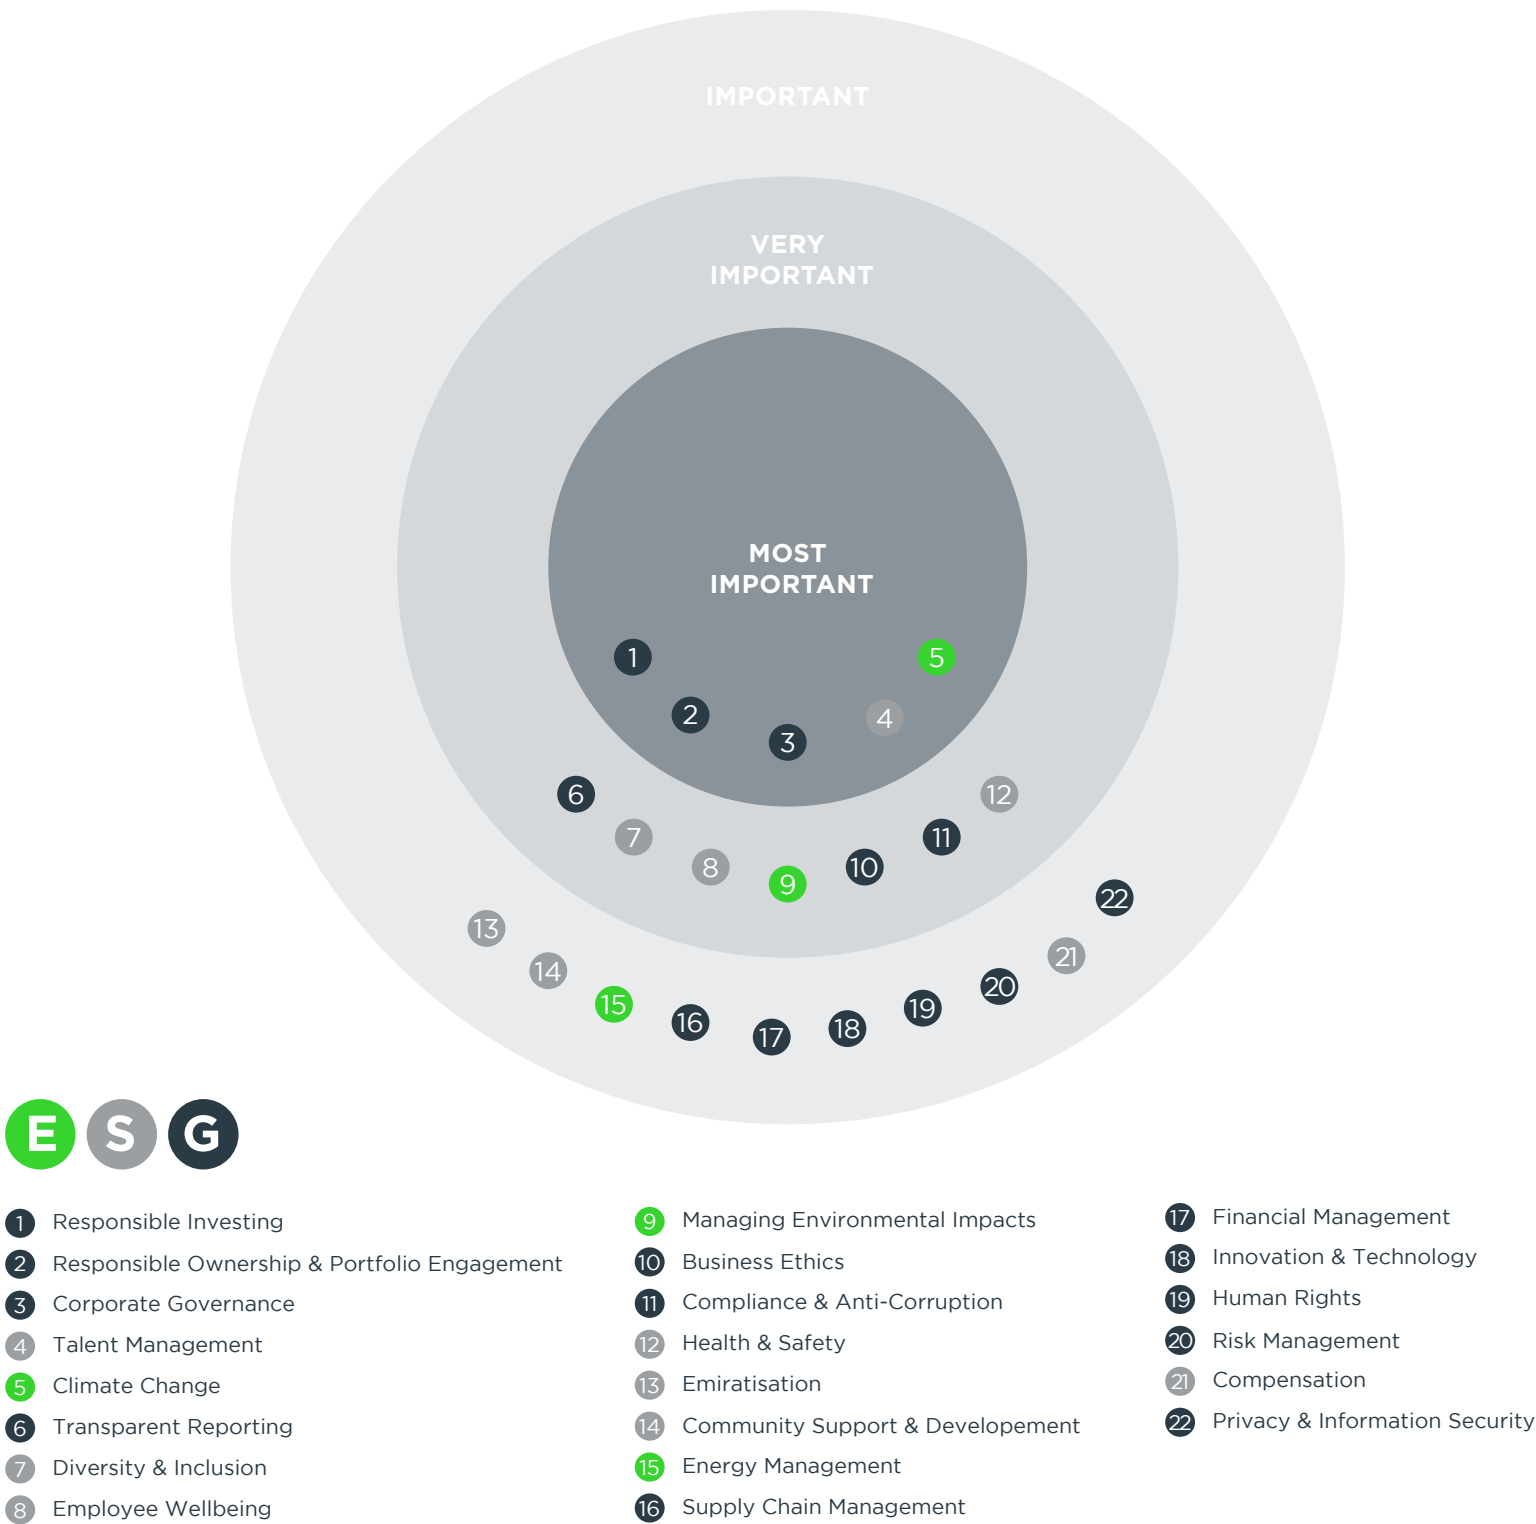 IMPORTANT
VERY
IMPORTANT
MOST
IMPORTANT
1
5
2
4
3
6
12
7
11
8
10
9
22
13
21
14
20
15
19
16
18
17
E S G
1 Responsible Investing
2 Responsible Ownership & Portfolio Engagement
3 Corporate Governance
4 Talent Management
5 Climate Change
6 Transparent Reporting
7 Diversity & Inclusion
8 Employee Wellbeing
9 Managing Environmental Impacts
10 Business Ethics
11 Compliance & Anti-Corruption
12 Health & Safety
13 Emiratisation
14 Community Support & Developement
15 Energy Management
16 Supply Chain Management
17 Financial Management
18 Innovation & Technology
19 Human Rights
20 Risk Management
21 Compensation
22 Privacy & Information Security